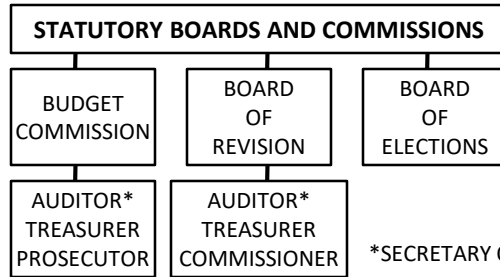 STATUTORY BOARDS AND COMMISSIONS
BUDGET
COMMISSION
BOARD
OF
REVISION
BOARD
OF
ELECTIONS
AUDITOR*
TREASURER
PROSECUTOR
AUDITOR*
TREASURER
COMMISSIONER
*SECRETARY